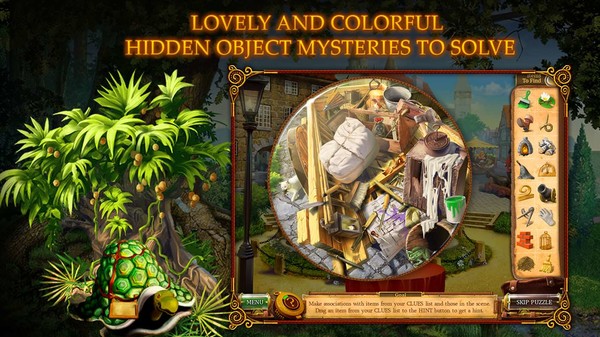 LOVELY AND COLORFUL
HIDDEN OBJECT MYSTERIES TO SOLVE
To Find
MENU
Make associations with items from your CLUES list and those in the scene.
Drag an item from your CLUES list to the HINT button to get a hint.
SKIP PUZZLE